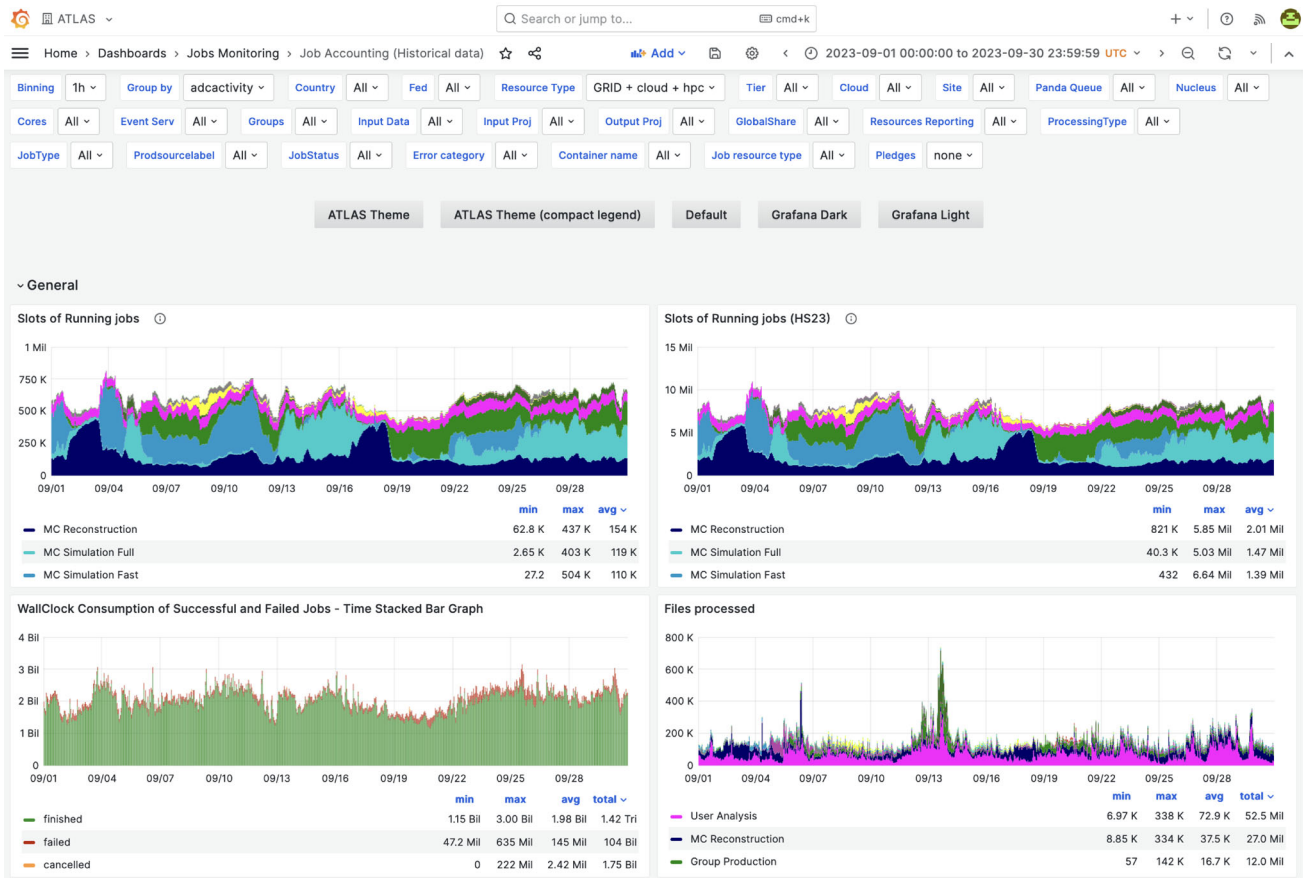 ATLAS Search or jump to... cmd+k
Home › Dashboards › Jobs Monitoring › Job Accounting (Historical data) Add 2023-09-01 00:00:00 to 2023-09-30 23:59:59 UTC
Binning 1h Group by adcactivity Country All Fed All Resource Type GRID + cloud + hpc Tier All Cloud All Site All Panda Queue All Nucleus All
Cores All Event Serv All Groups All Input Data All Input Proj All Output Proj All GlobalShare All Resources Reporting All ProcessingType All
JobType All Prodsourcelabel All JobStatus All Error category All Container name All Job resource type All Pledges none
ATLAS Theme ATLAS Theme (compact legend) Default Grafana Dark Grafana Light
General
Slots of Running jobs
1 Mil
750 K
500 K
250 K
0
09/01 09/04 09/07 09/10 09/13 09/16 09/19 09/22 09/25 09/28
min max avg
MC Reconstruction 62.8 K 437 K 154 K
MC Simulation Full 2.65 K 403 K 119 K
MC Simulation Fast 27.2 504 K 110 K
Slots of Running jobs (HS23)
15 Mil
10 Mil
5 Mil
0
09/01 09/04 09/07 09/10 09/13 09/16 09/19 09/22 09/25 09/28
min max avg
MC Reconstruction 821 K 5.85 Mil 2.01 Mil
MC Simulation Full 40.3 K 5.03 Mil 1.47 Mil
MC Simulation Fast 432 6.64 Mil 1.39 Mil
WallClock Consumption of Successful and Failed Jobs - Time Stacked Bar Graph
4 Bil
3 Bil
2 Bil
1 Bil
0
09/01 09/04 09/07 09/10 09/13 09/16 09/19 09/22 09/25 09/28
min max avg total
finished 1.15 Bil 3.00 Bil 1.98 Bil 1.42 Tri
failed 47.2 Mil 635 Mil 145 Mil 104 Bil
cancelled 0 222 Mil 2.42 Mil 1.75 Bil
Files processed
800 K
600 K
400 K
200 K
0
09/01 09/04 09/07 09/10 09/13 09/16 09/19 09/22 09/25 09/28
min max avg total
User Analysis 6.97 K 338 K 72.9 K 52.5 Mil
MC Reconstruction 8.85 K 334 K 37.5 K 27.0 Mil
Group Production 57 142 K 16.7 K 12.0 Mil